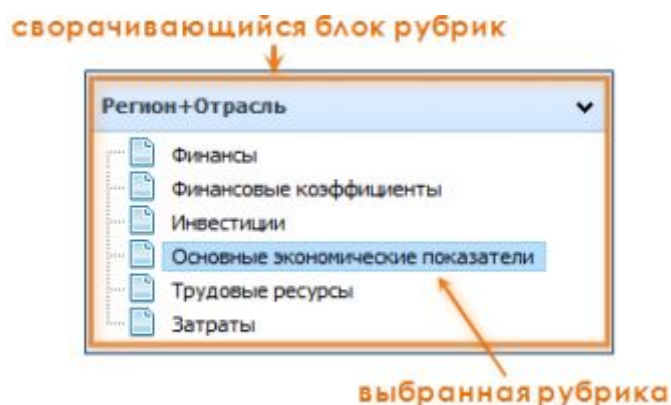 сворачивающийся блок рубрик
Регион+Отрасль
Финансы
Финансовые коэффициенты
Инвестиции
Основные экономические показатели
Трудовые ресурсы
Затраты
выбранная рубрика